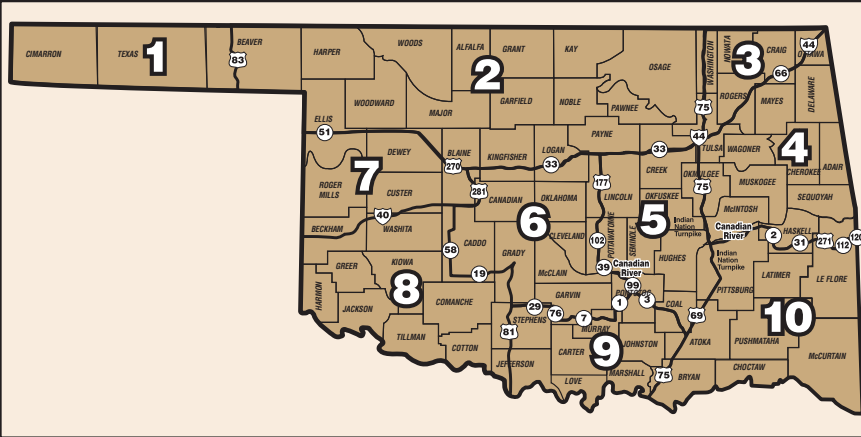 CIMARRON
TEXAS
1
BEAVER
83
HARPER
WOODS
ALFALFA
GRANT
KAY
2
OSAGE
WASHINGTON
NOWATA
3
CRAIG
44
OTTAWA
66
WOODWARD
MAJOR
GARFIELD
NOBLE
PAWNEE
75
ROGERS
MAYES
DELAWARE
ELLIS
51
DEWEY
BLAINE
270
KINGFISHER
LOGAN
33
PAYNE
33
44
TULSA
WAGONER
4
CHEROKEE
ADAIR
7
ROGER
MILLS
CUSTER
281
CANADIAN
OKLAHOMA
177
LINCOLN
CREEK
OKFUSKEE
OKMULGEE
75
MUSKOGEE
SEQUOYAH
40
BECKHAM
WASHITA
6
CLEVELAND
POTTAWATOMIE
SEMINOLE
5
Indian
Nation
Turnpike
McINTOSH
Canadian
River
2
HASKELL
31
271
112
120
58
CADDO
GRADY
102
39
Canadian
River
HUGHES
Indian
Nation
Turnpike
GREER
KIOWA
19
McCLAIN
99
PITTSBURG
LATIMER
LE FLORE
HARMON
JACKSON
8
COMANCHE
29
STEPHENS
76
GARVIN
7
MURRAY
1
PONTOTOC
3
COAL
69
10
TILLMAN
COTTON
81
JEFFERSON
CARTER
9
JOHNSTON
ATOKA
PUSHMATAHA
McCURTAIN
LOVE
MARSHALL
75
BRYAN
CHOCTAW